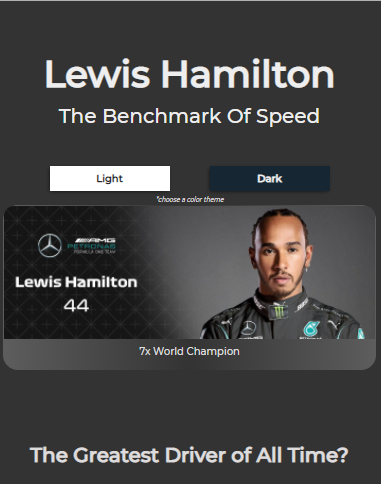 Lewis Hamilton
The Benchmark Of Speed
Light
Dark
*choose a color theme
AMG
PETRONAS
FORMULA ONE TEAM
Lewis Hamilton
44
7x World Champion
The Greatest Driver of All Time?